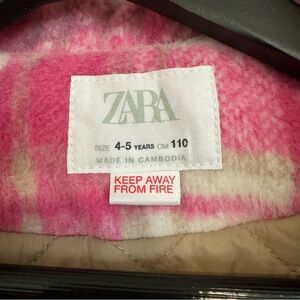 ZARA
SIZE 4-5 YEARS CM 110
MADE IN CAMBODIA
KEEP AWAY
FROM FIRE